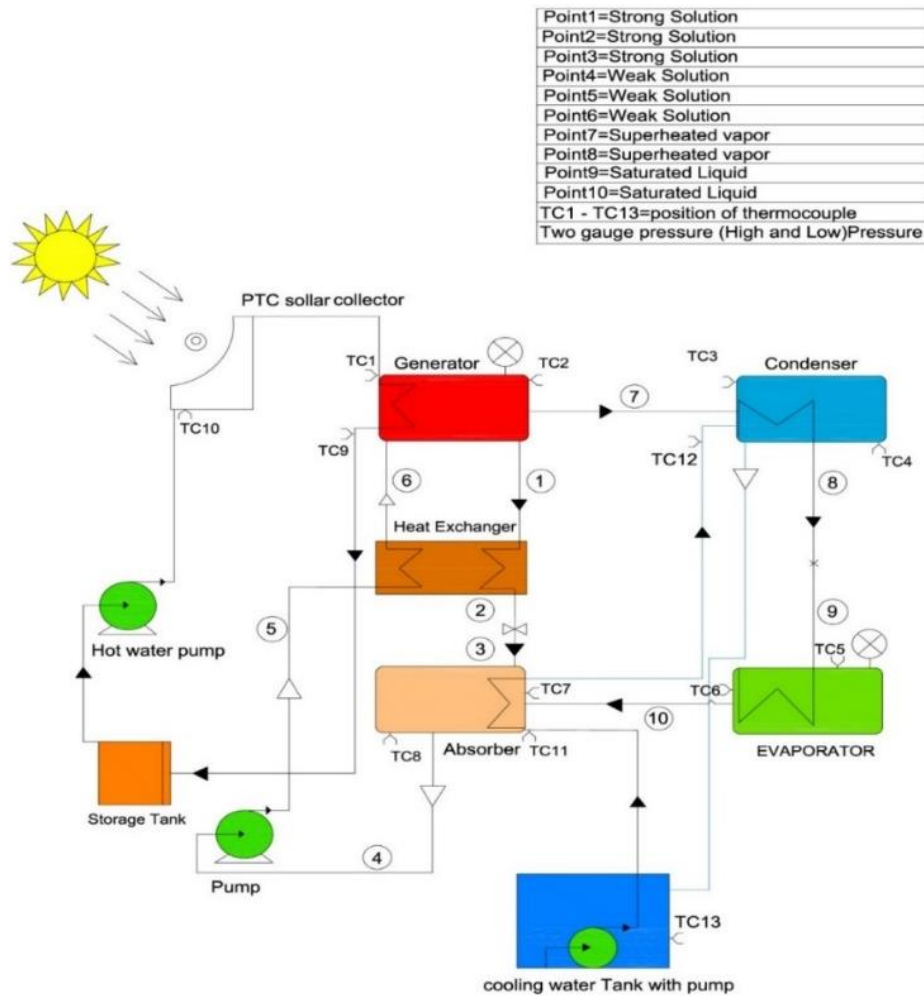 Point1=Strong Solution
Point2=Strong Solution
Point3=Strong Solution
Point4=Weak Solution
Point5=Weak Solution
Point6=Weak Solution
Point7=Superheated vapor
Point8=Superheated vapor
Point9=Saturated Liquid
Point10=Saturated Liquid
TC1 - TC13=position of thermocouple
Two gauge pressure (High and Low)Pressure
PTC sollar collector
TC1
Generator
TC2
TC3
Condenser
TC10
TC9
7
TC12
TC4
6
1
8
Heat Exchanger
Hot water pump
5
2
9
3
TC5
TC6
TC7
10
Absorber
TC8
TC11
EVAPORATOR
Storage Tank
Pump
4
TC13
cooling water Tank with pump